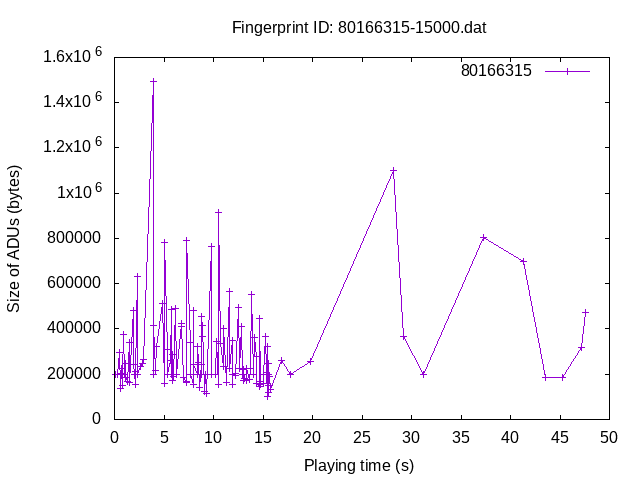 Fingerprint ID: 80166315-15000.dat
1.6x10 6
80166315
1.4x10 6
1.2x10 6
1x10 6
800000
600000
400000
200000
0
0 5 10 15 20 25 30 35 40 45 50
Playing time (s)
Size of ADUs (bytes)